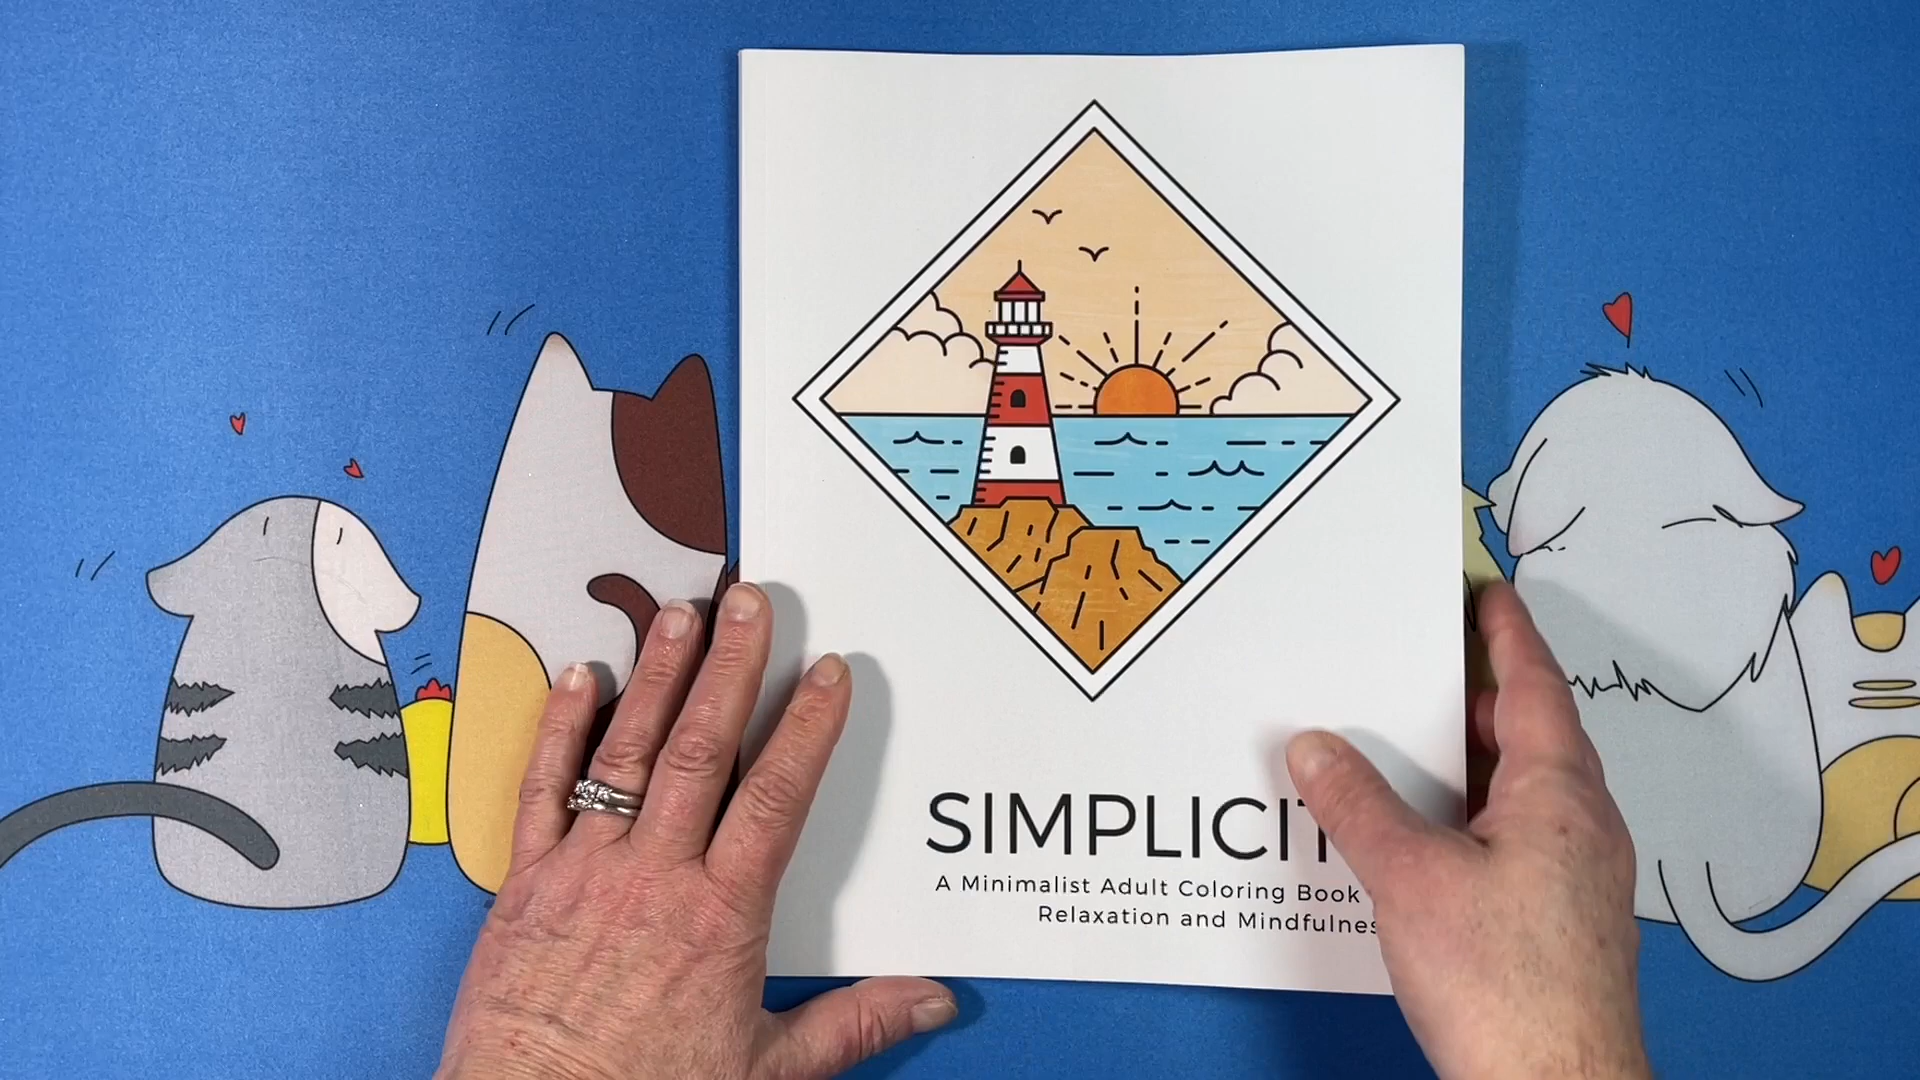 SIMPLICIT
A Minimalist Adult Coloring Book
Relaxation and Mindfulnes